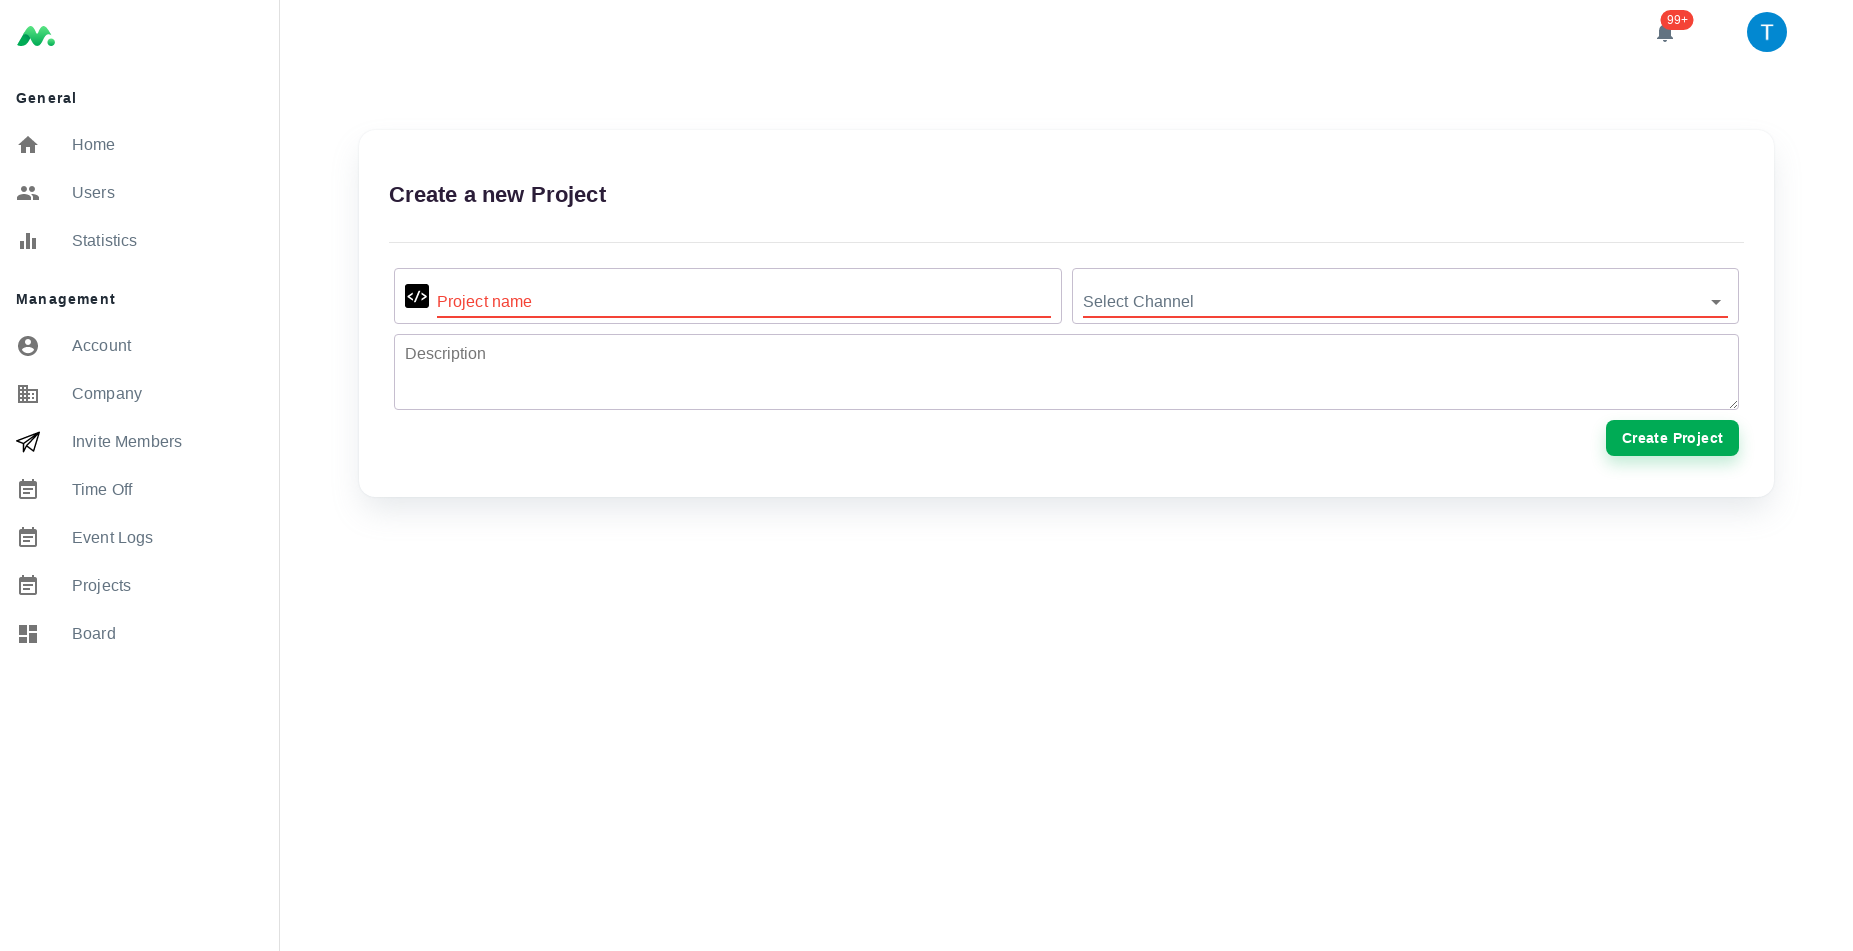 99+
T
General
Home
Users
Statistics
Management
Account
Company
Invite Members
Time Off
Event Logs
Projects
Board
Create a new Project
Project name
Select Channel
Description
Create Project